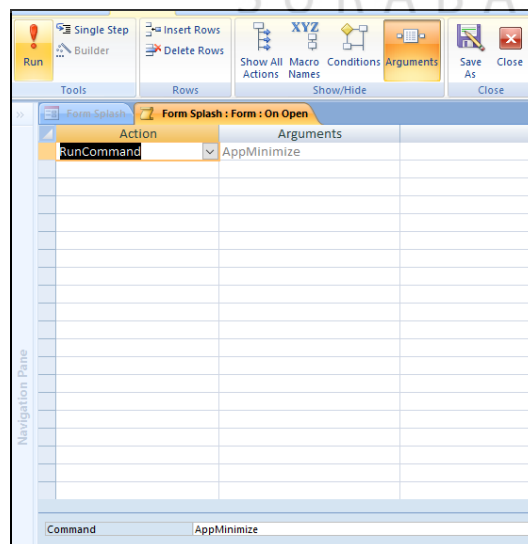 S U R A B A
Run
Single Step
Builder
Tools
Insert Rows
Delete Rows
Rows
XYZ
Show All Actions
Macro Names
Conditions
Arguments
Show/Hide
Save As
Close
Close
»
Form Splash
Form Splash : Form : On Open
Action
Arguments
RunCommand
AppMinimize
Navigation Pane
Command
AppMinimize